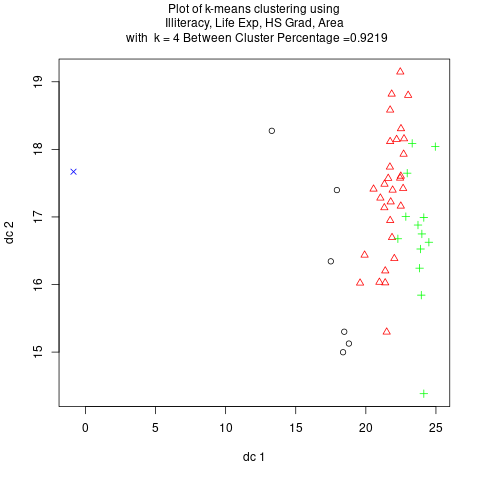 Plot of k-means clustering using
Illiteracy, Life Exp, HS Grad, Area
with  k = 4 Between Cluster Percentage =0.9219
19
18
17
16
15
dc 2
0
5
10
15
20
25
dc 1